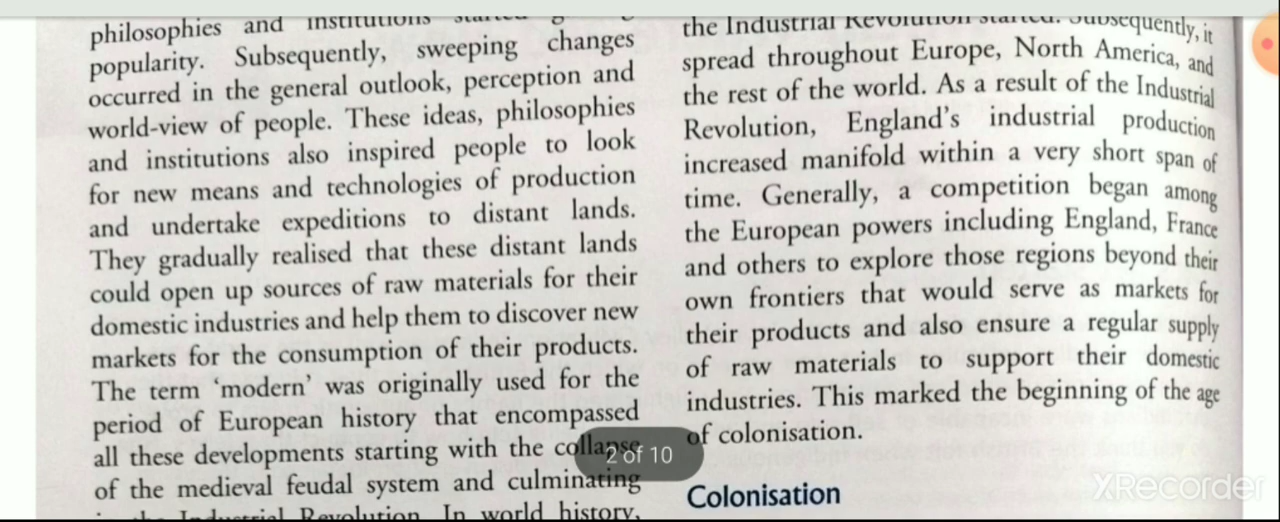 philosophies and institutions
popularity. Subsequently, sweeping changes
occurred in the general outlook, perception and
world-view of people. These ideas, philosophies
and institutions also inspired people to look
for new means and technologies of production
and undertake expeditions to distant lands.
They gradually realised that these distant lands
could open up sources of raw materials for their
domestic industries and help them to discover new
markets for the consumption of their products.
The term ‘modern’ was originally used for the
period of European history that encompassed
all these developments starting with the collapse
of the medieval feudal system and culminating
Industrial Revolution. In world history,
the Industrial Revolution started. Subsequently, it
spread throughout Europe, North America, and
the rest of the world. As a result of the Industrial
Revolution, England’s industrial production
increased manifold within a very short span of
time. Generally, a competition began among
the European powers including England, France
and others to explore those regions beyond their
own frontiers that would serve as markets for
their products and also ensure a regular supply
of raw materials to support their domestic
industries. This marked the beginning of the age
of colonisation.
Colonisation
2 of 10
XRecorder